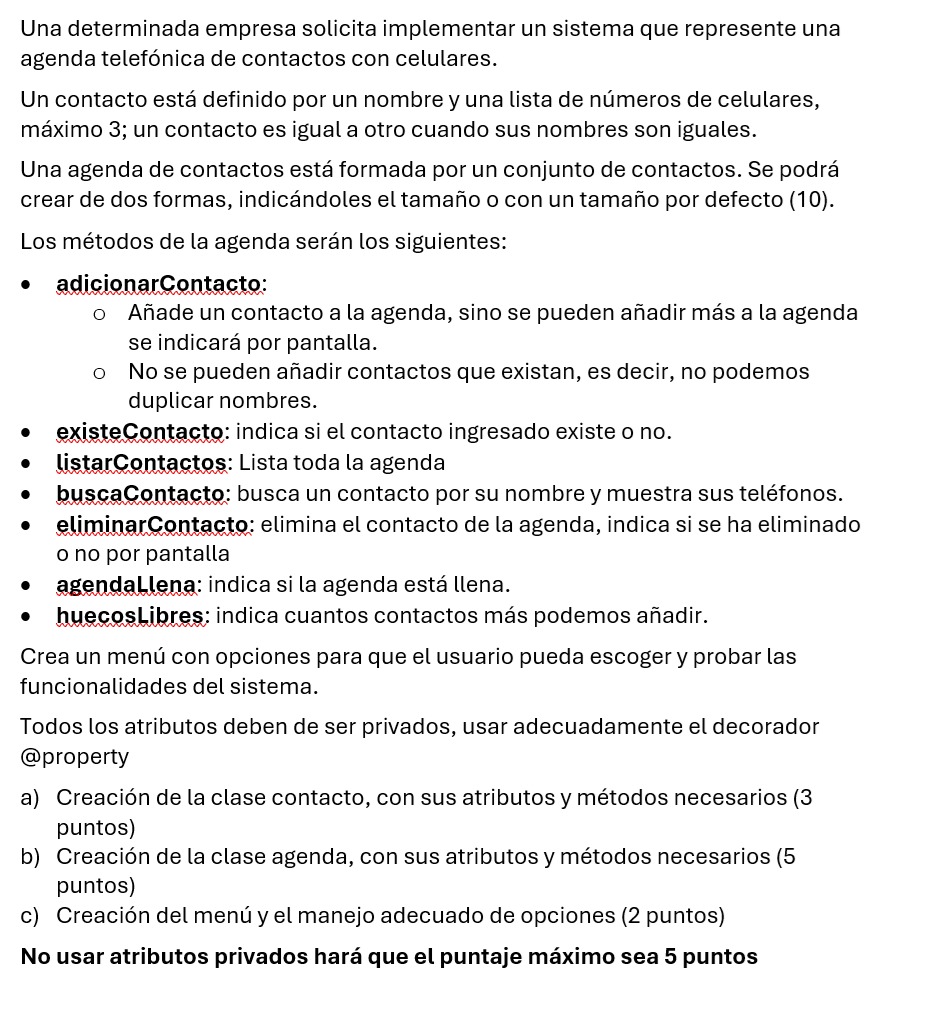 Una determinada empresa solicita implementar un sistema que represente una
agenda telefónica de contactos con celulares.
Un contacto está definido por un nombre y una lista de números de celulares,
máximo 3; un contacto es igual a otro cuando sus nombres son iguales.
Una agenda de contactos está formada por un conjunto de contactos. Se podrá
crear de dos formas, indicándoles el tamaño o con un tamaño por defecto (10).
Los métodos de la agenda serán los siguientes:
• adicionarContacto:
o Añade un contacto a la agenda, sino se pueden añadir más a la agenda
se indicará por pantalla.
o No se pueden añadir contactos que existan, es decir, no podemos
duplicar nombres.
• existeContacto: indica si el contacto ingresado existe o no.
• listarContactos: Lista toda la agenda
• buscaContacto: busca un contacto por su nombre y muestra sus teléfonos.
• eliminarContacto: elimina el contacto de la agenda, indica si se ha eliminado
o no por pantalla
• agendaLlena: indica si la agenda está llena.
• huecosLibres: indica cuantos contactos más podemos añadir.
Crea un menú con opciones para que el usuario pueda escoger y probar las
funcionalidades del sistema.
Todos los atributos deben de ser privados, usar adecuadamente el decorador
@property
a) Creación de la clase contacto, con sus atributos y métodos necesarios (3
puntos)
b) Creación de la clase agenda, con sus atributos y métodos necesarios (5
puntos)
c) Creación del menú y el manejo adecuado de opciones (2 puntos)
No usar atributos privados hará que el puntaje máximo sea 5 puntos